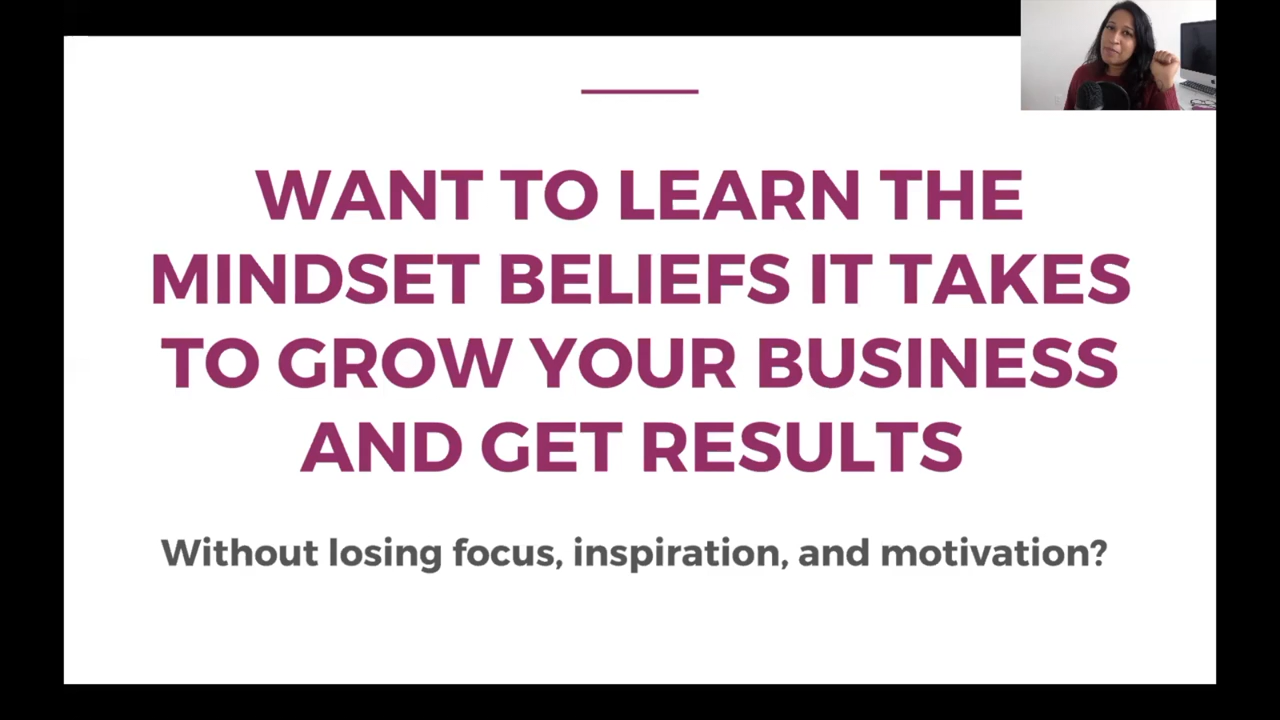 WANT TO LEARN THE
MINDSET BELIEFS IT TAKES
TO GROW YOUR BUSINESS
AND GET RESULTS
Without losing focus, inspiration, and motivation?